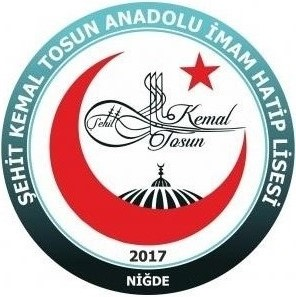 ŞEHİT KEMAL TOSUN ANADOLU İMAM HATİP LİSESİ
Şehit Kemal
Tosun
2017
NİĞDE